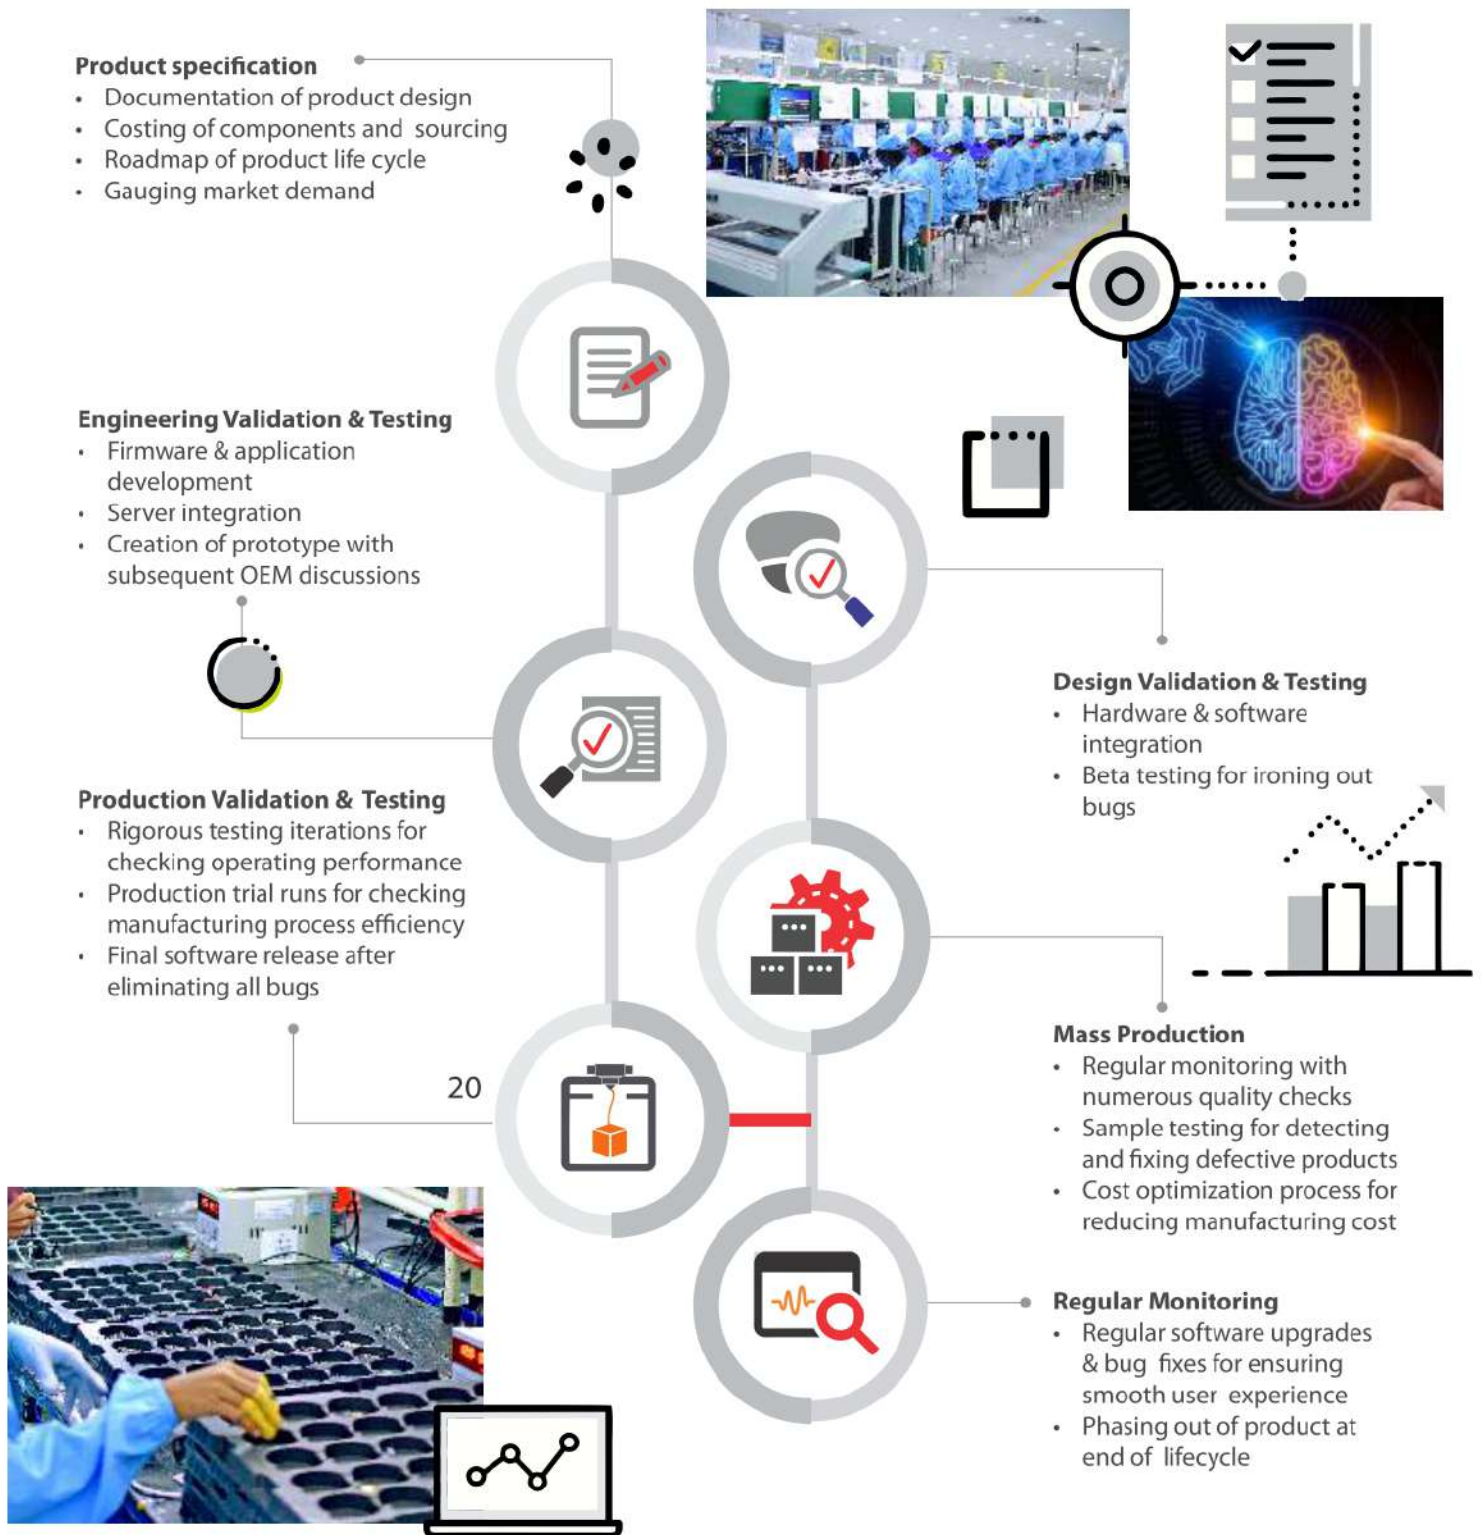 Product specification
• Documentation of product design
• Costing of components and sourcing
• Roadmap of product life cycle
• Gauging market demand
Engineering Validation & Testing
• Firmware & application
development
• Server integration
• Creation of prototype with
subsequent OEM discussions
Production Validation & Testing
• Rigorous testing iterations for
checking operating performance
• Production trial runs for checking
manufacturing process efficiency
• Final software release after
eliminating all bugs
20
Design Validation & Testing
• Hardware & software
integration
• Beta testing for ironing out
bugs
Mass Production
• Regular monitoring with
numerous quality checks
• Sample testing for detecting
and fixing defective products
• Cost optimization process for
reducing manufacturing cost
Regular Monitoring
• Regular software upgrades
& bug fixes for ensuring
smooth user experience
• Phasing out of product at
end of lifecycle